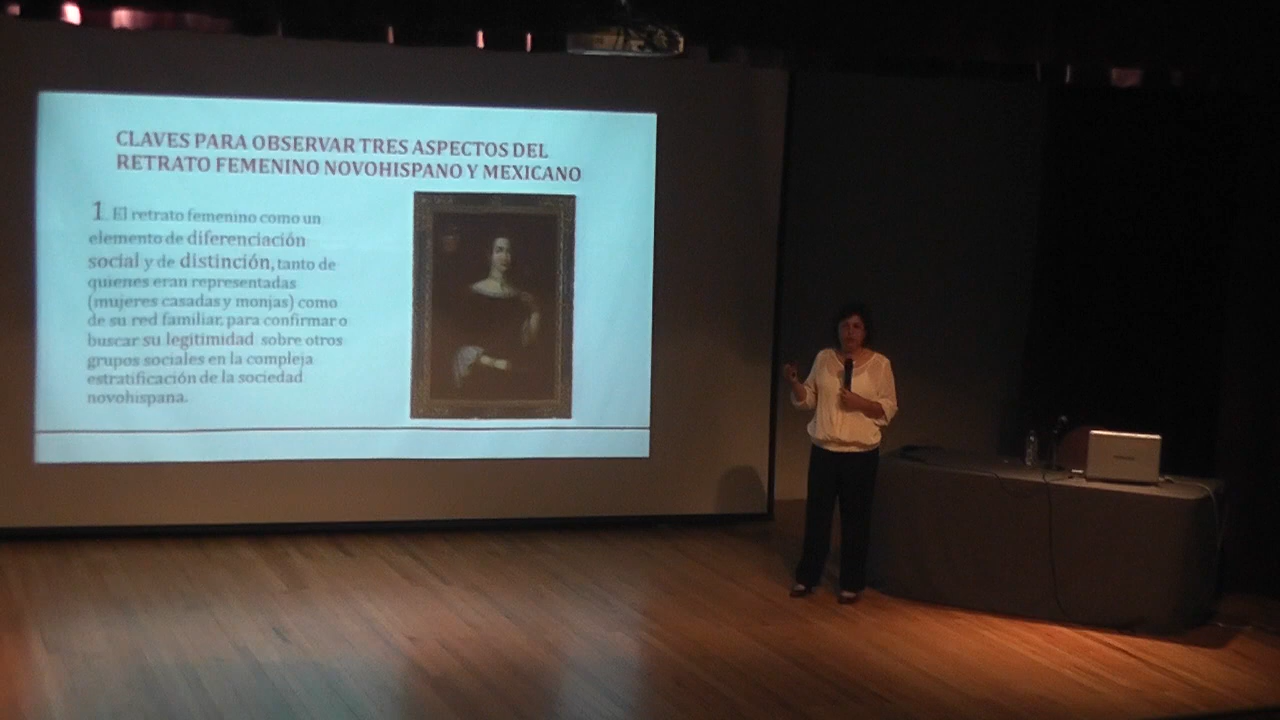 CLAVES PARA OBSERVAR TRES ASPECTOS DEL
RETRATO FEMENINO NOVOHISPANO Y MEXICANO
1. El retrato femenino como un
elemento de diferenciación
social y de distinción, tanto de
quienes eran representadas
(mujeres casadas y monjas) como
de su red familiar, para confirmar o
buscar su legitimidad sobre otros
grupos sociales en la compleja
estratificación de la sociedad
novohispana.